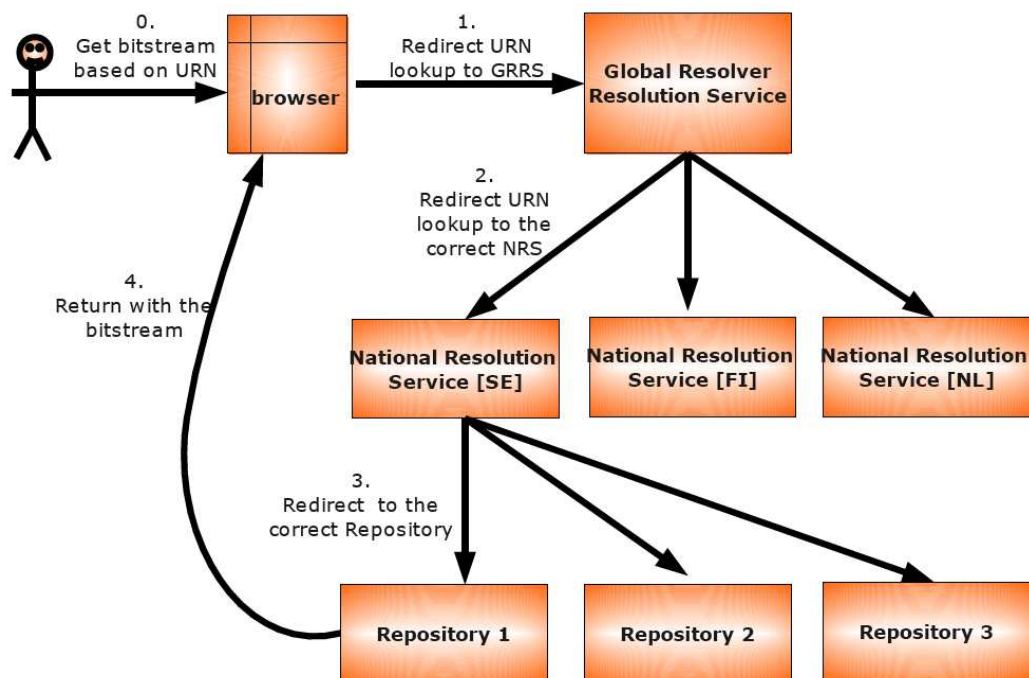 0.
Get bitstream
based on URN
browser
1.
Redirect URN
lookup to GRRS
Global Resolver
Resolution Service
2.
Redirect URN
lookup to the
correct NRS
4.
Return with the
bitstream
National Resolution
Service [SE]
National Resolution
Service [FI]
National Resolution
Service [NL]
3.
Redirect to the
correct Repository
Repository 1
Repository 2
Repository 3